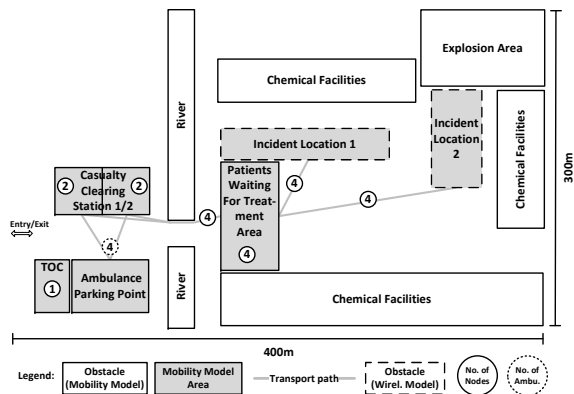 Explosion Area
Chemical Facilities
River
Incident Location 1
Incident
Location
2
Chemical Facilities
300m
Casualty
Clearing
Station 1/2
2
2
Patients
Waiting
For Treat-
ment
Area
4
4
4
4
Entry/Exit
4
TOC
1
Ambulance
Parking Point
River
Chemical Facilities
400m
Legend:
Obstacle
(Mobility Model)
Mobility Model
Area
Transport path
Obstacle
(Wirel. Model)
No. of
Nodes
No. of
Ambu.